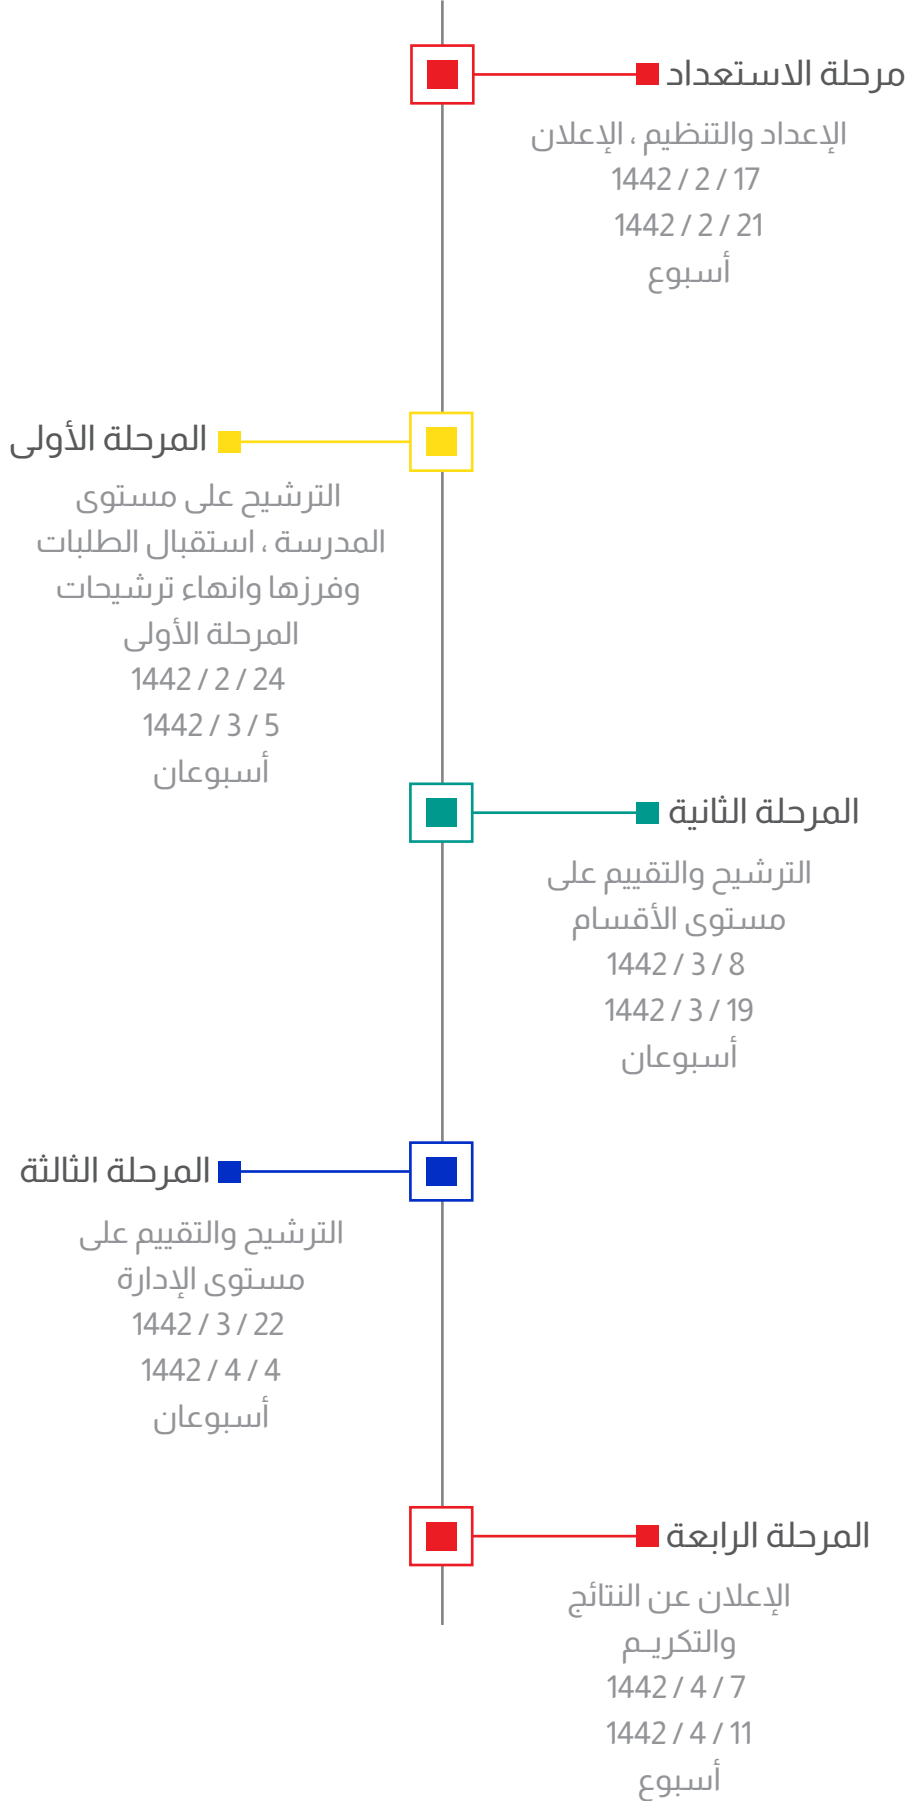 مرحلة الاستعداد
الإعداد والتنظيم ، الإعلان
1442 / 2 / 17
1442 / 2 / 21
أسبوع
المرحلة الأولى
الترشيح على مستوى
المدرسة ، استقبال الطلبات
وفرزها وانهاء ترشيحات
المرحلة الأولى
1442 / 2 / 24
1442 / 3 / 5
أسبوعان
المرحلة الثانية
الترشيح والتقييم على
مستوى الأقسام
1442 / 3 / 8
1442 / 3 / 19
أسبوعان
المرحلة الثالثة
الترشيح والتقييم على
مستوى الإدارة
1442 / 3 / 22
1442 / 4 / 4
أسبوعان
المرحلة الرابعة
الإعلان عن النتائج
والتكريـم
1442 / 4 / 7
1442 / 4 / 11
أسبوع